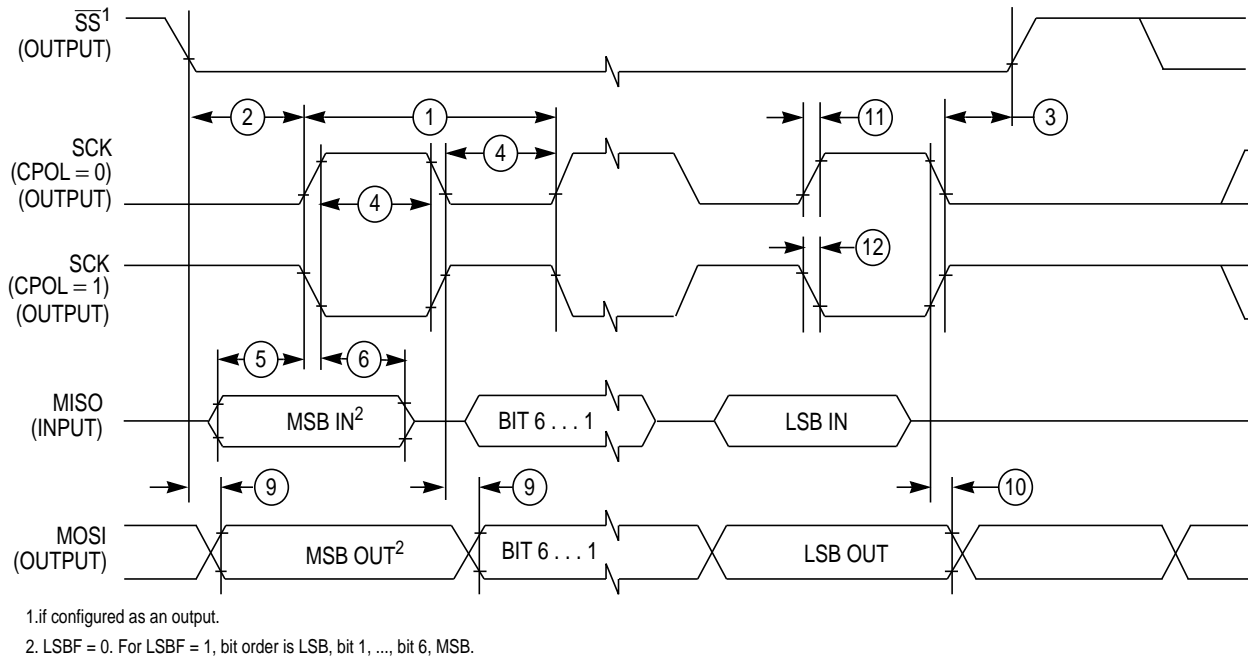 SS¹
(OUTPUT)
2
1
11
3
SCK
(CPOL = 0)
(OUTPUT)
4
4
12
SCK
(CPOL = 1)
(OUTPUT)
5
6
MISO
(INPUT)
MSB IN²
BIT 6 . . . 1
LSB IN
9
9
10
MOSI
(OUTPUT)
MSB OUT²
BIT 6 . . . 1
LSB OUT
1.if configured as an output.
2. LSBF = 0. For LSBF = 1, bit order is LSB, bit 1, ..., bit 6, MSB.